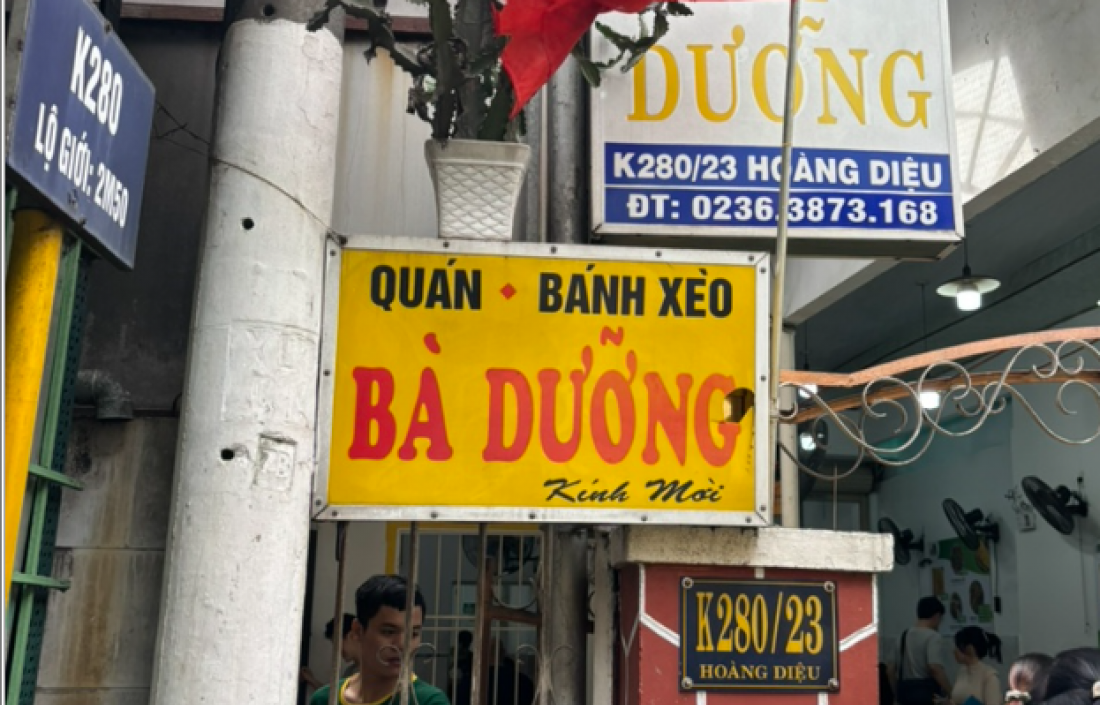 K280
LỘ GIỚI: 2M50
DƯỠNG
K280/23 HOÀNG DIỆU
ĐT: 0236.3873.168
QUÁN BÁNH XÈO
BÀ DƯỠNG
Kính Mời
K280/23
HOÀNG DIỆU